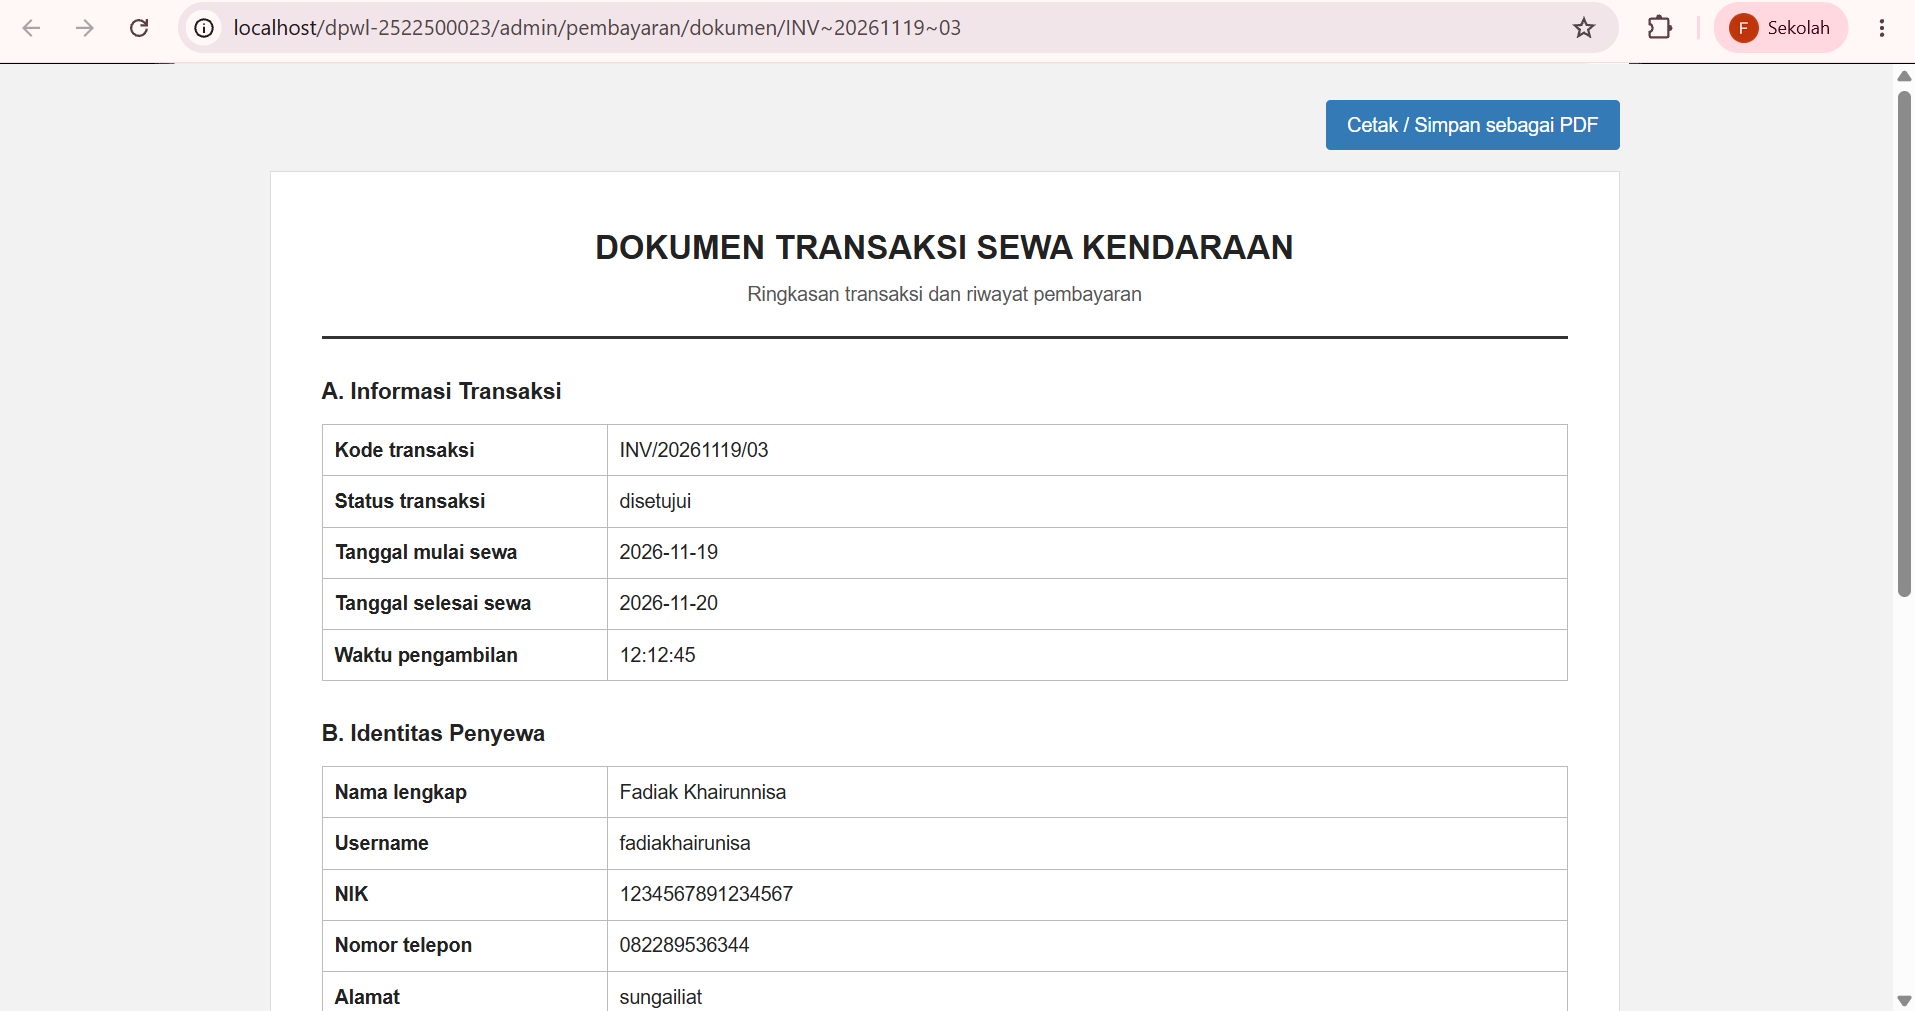 localhost/dpwl-2522500023/admin/pembayaran/dokumen/INV~20261119~03
F Sekolah
Cetak / Simpan sebagai PDF
DOKUMEN TRANSAKSI SEWA KENDARAAN
Ringkasan transaksi dan riwayat pembayaran
A. Informasi Transaksi
Kode transaksi INV/20261119/03
Status transaksi disetujui
Tanggal mulai sewa 2026-11-19
Tanggal selesai sewa 2026-11-20
Waktu pengambilan 12:12:45
B. Identitas Penyewa
Nama lengkap Fadiak Khairunnisa
Username fadiakhairunisa
NIK 1234567891234567
Nomor telepon 082289536344
Alamat sungailiat